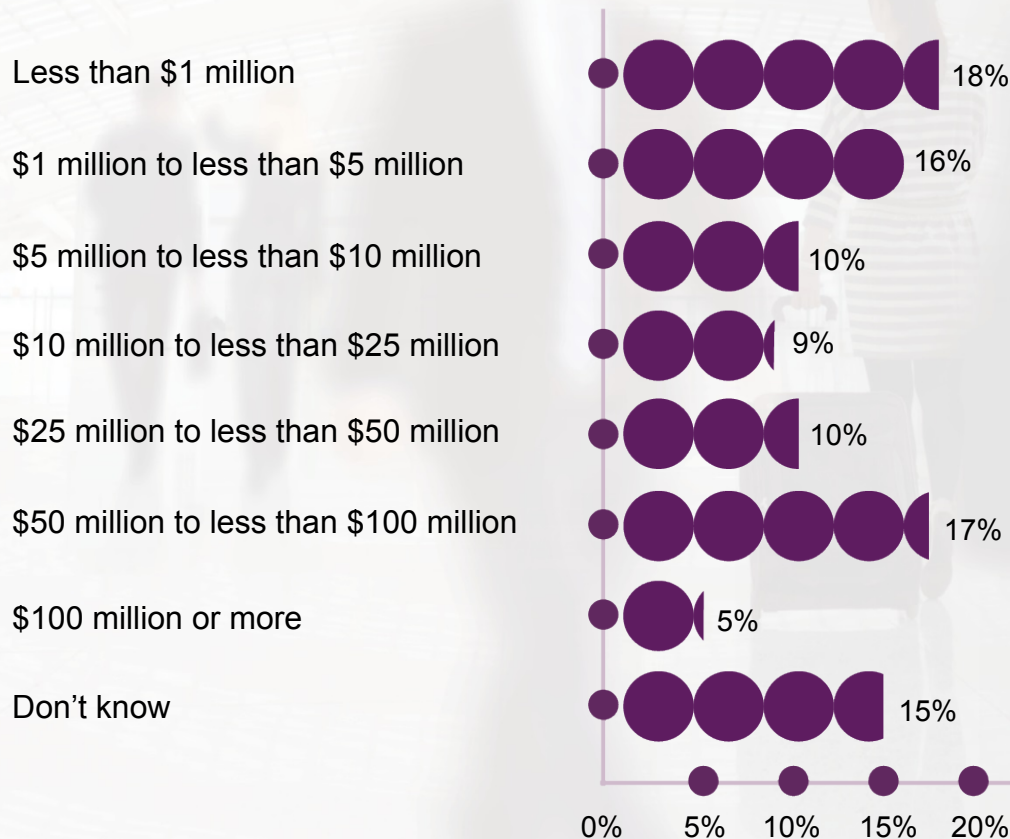 Less than $1 million 18%
$1 million to less than $5 million 16%
$5 million to less than $10 million 10%
$10 million to less than $25 million 9%
$25 million to less than $50 million 10%
$50 million to less than $100 million 17%
$100 million or more 5%
Don’t know 15%
0% 5% 10% 15% 20%